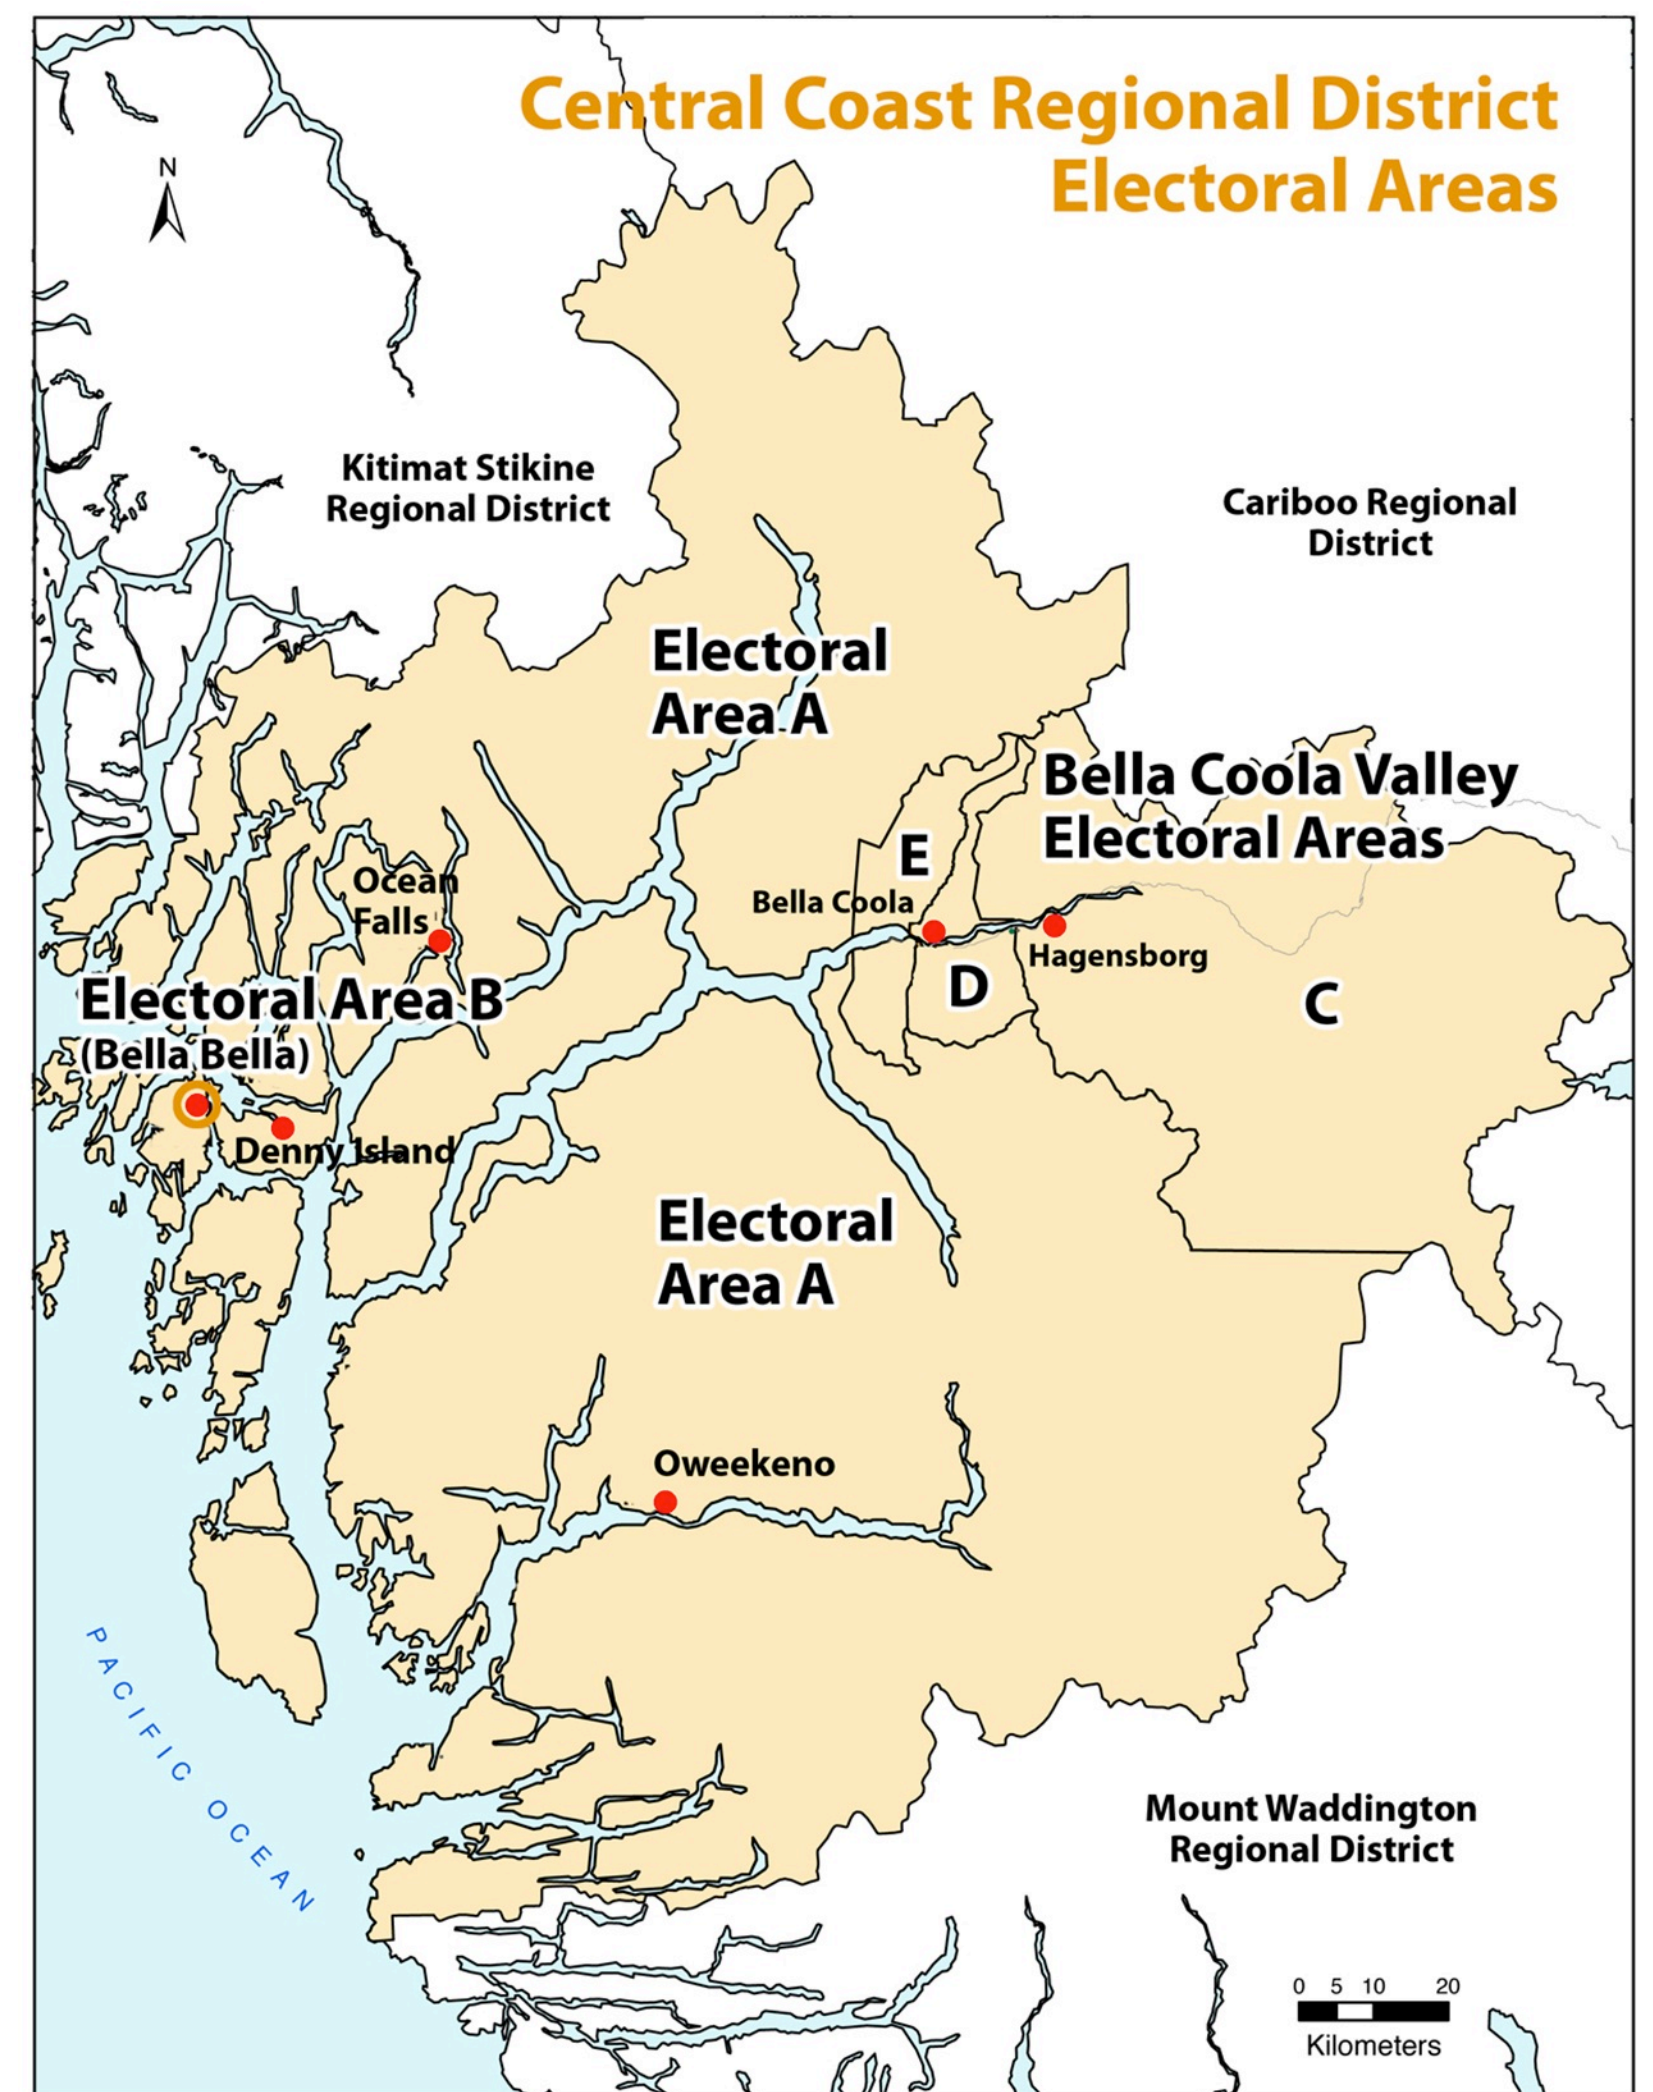 Central Coast Regional District
Electoral Areas
N
Kitimat Stikine
Regional District
Cariboo Regional
District
Electoral
Area A
Bella Coola Valley
Electoral Areas
E
Ocean
Falls
Bella Coola
Hagensborg
D
C
Electoral Area B
(Bella Bella)
Denny Island
Electoral
Area A
Oweekeno
PACIFIC OCEAN
Mount Waddington
Regional District
0 5 10 20
Kilometers